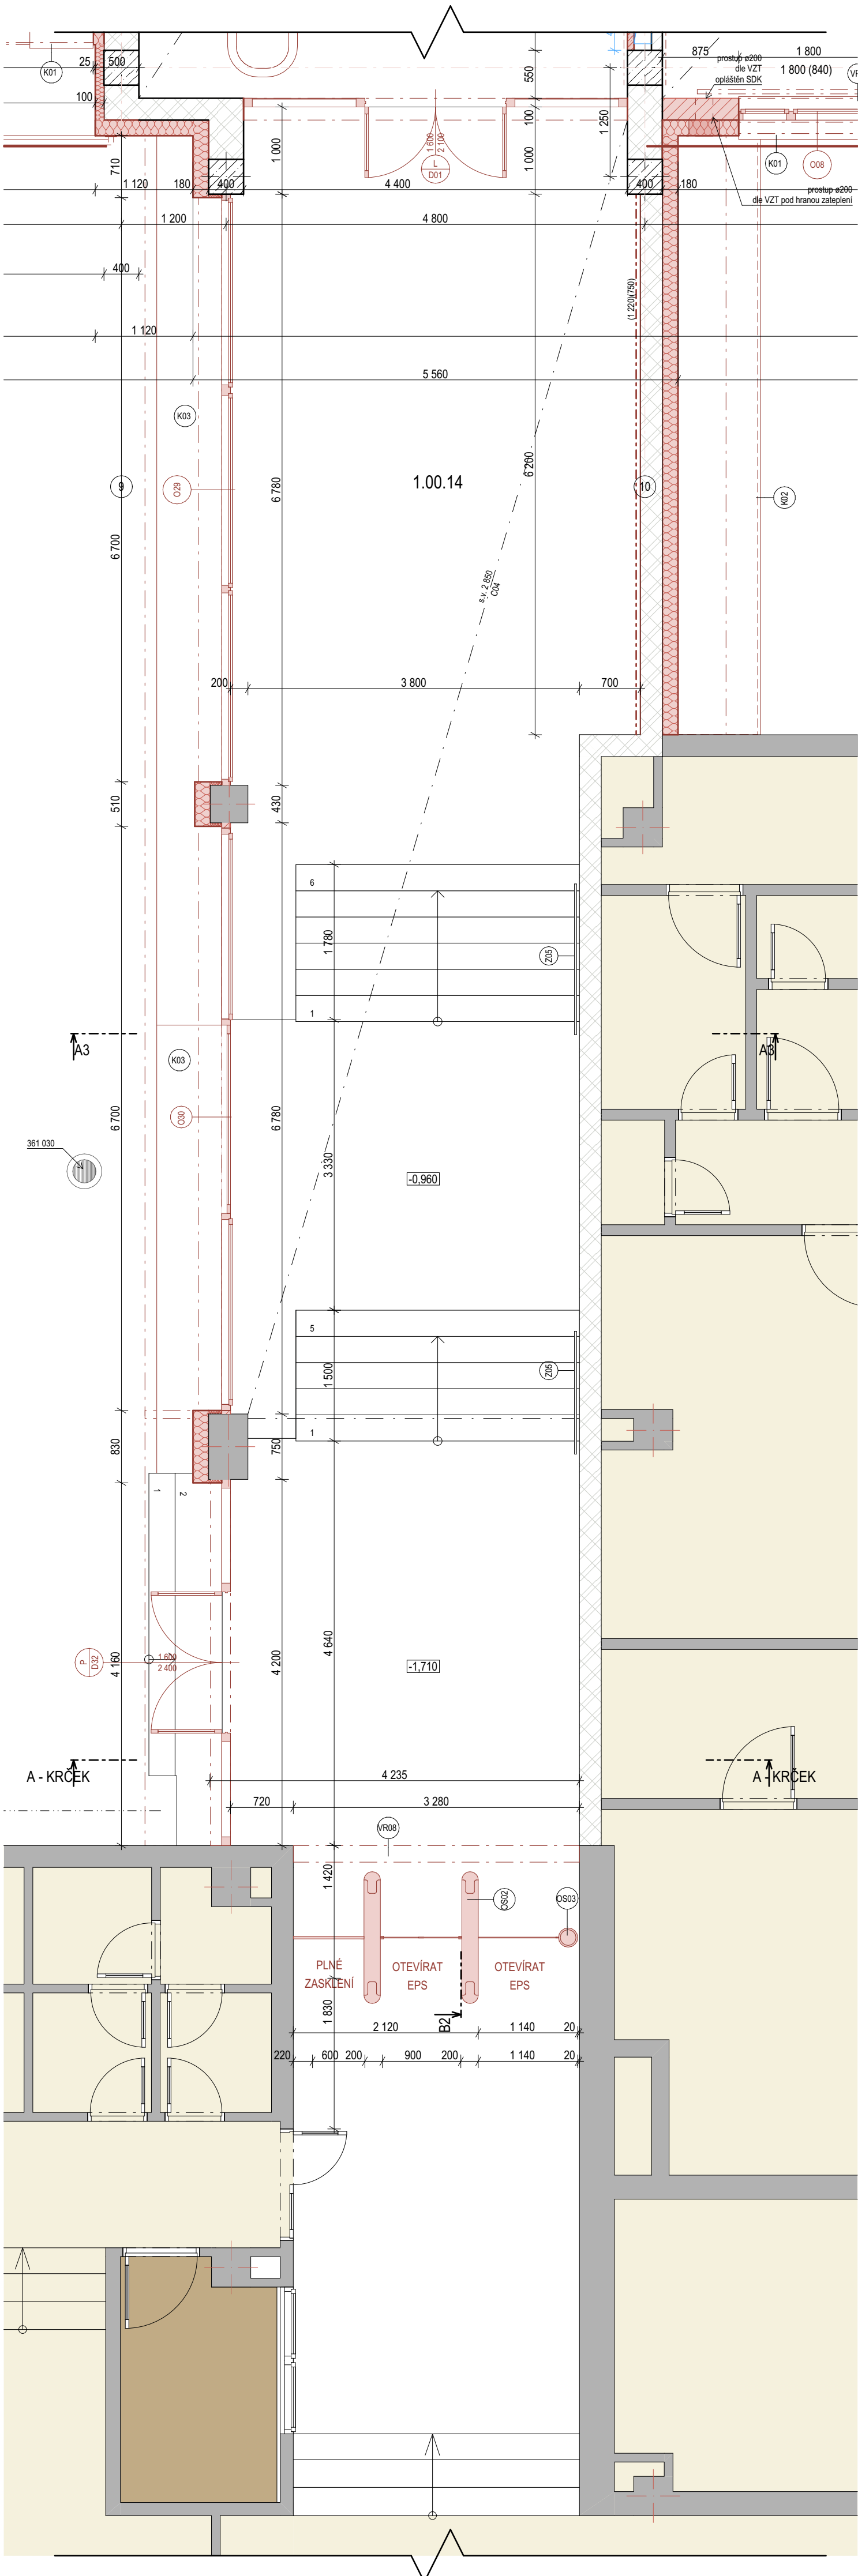 K01
25
500
100
550
100
1 000
1 250
875
prostup ø200
dle VZT
opláštěn SDK
1 800
1 800 (840)
K01
O08
prostup ø200
dle VZT pod hranou zateplení
710
1 000
1 600
2 100
L
D01
1 120
180
400
4 400
400
180
1 200
4 800
400
(1 220)(750)
1 120
5 560
K03
9
O29
6 780
1.00.14
6 200
10
K02
6 700
s.v. 2 850
C04
200
3 800
700
510
430
6
1 780
Z05
1
A3
A3
K03
6 700
O30
6 780
361 030
3 330
-0,960
5
1 500
Z05
1
830
750
1
2
4 640
P
D32
4 160
1 600
2 400
4 200
-1,710
A - KRČEK
A - KRČEK
4 235
720
3 280
VR08
1 420
OS02
OS03
PLNÉ
ZASKLENÍ
OTEVÍRAT
EPS
OTEVÍRAT
EPS
1 830
B2
2 120
1 140
20
220
600
200
900
200
1 140
20